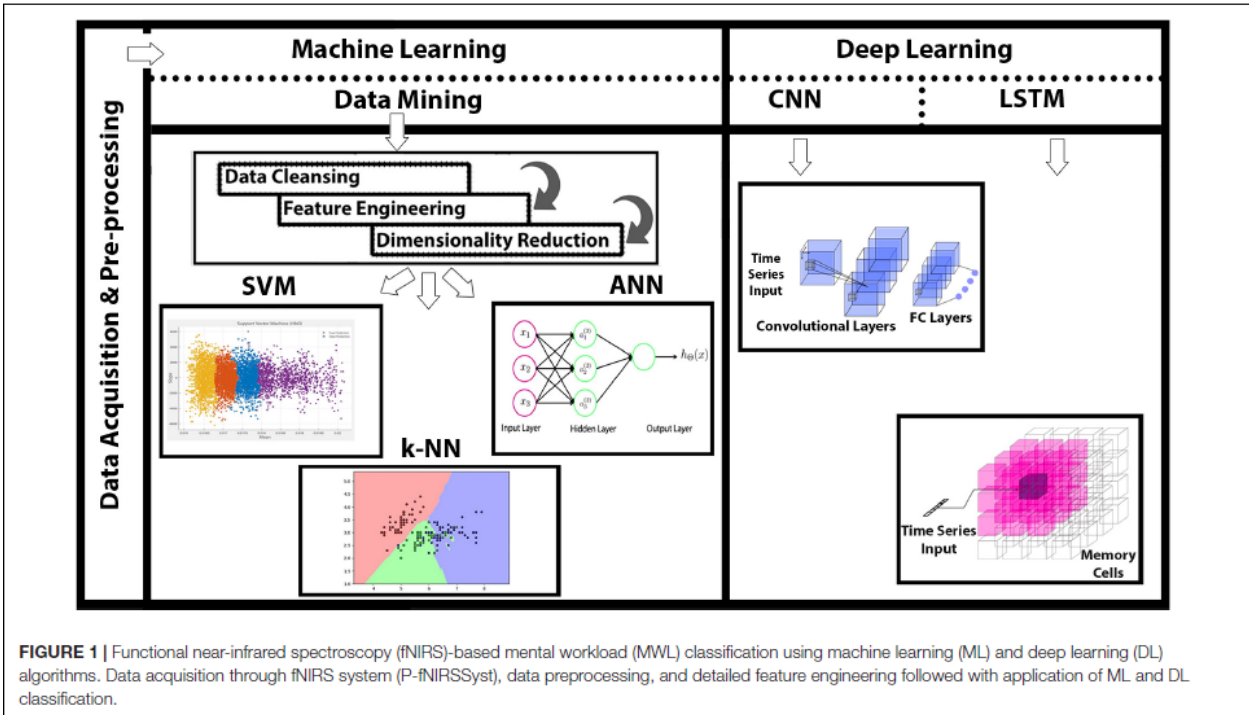 Data Acquisition & Pre-processing
Machine Learning
Deep Learning
Data Mining
CNN
LSTM
Data Cleansing
Feature Engineering
Dimensionality Reduction
SVM
ANN
k-NN
x1
x2
x3
hΘ(x)
Input Layer
Hidden Layer
Output Layer
Time
Series
Input
Convolutional Layers
FC Layers
Time Series
Input
Memory
Cells
FIGURE 1 | Functional near-infrared spectroscopy (fNIRS)-based mental workload (MWL) classification using machine learning (ML) and deep learning (DL)
algorithms. Data acquisition through fNIRS system (P-fNIRSSyst), data preprocessing, and detailed feature engineering followed with application of ML and DL
classification.